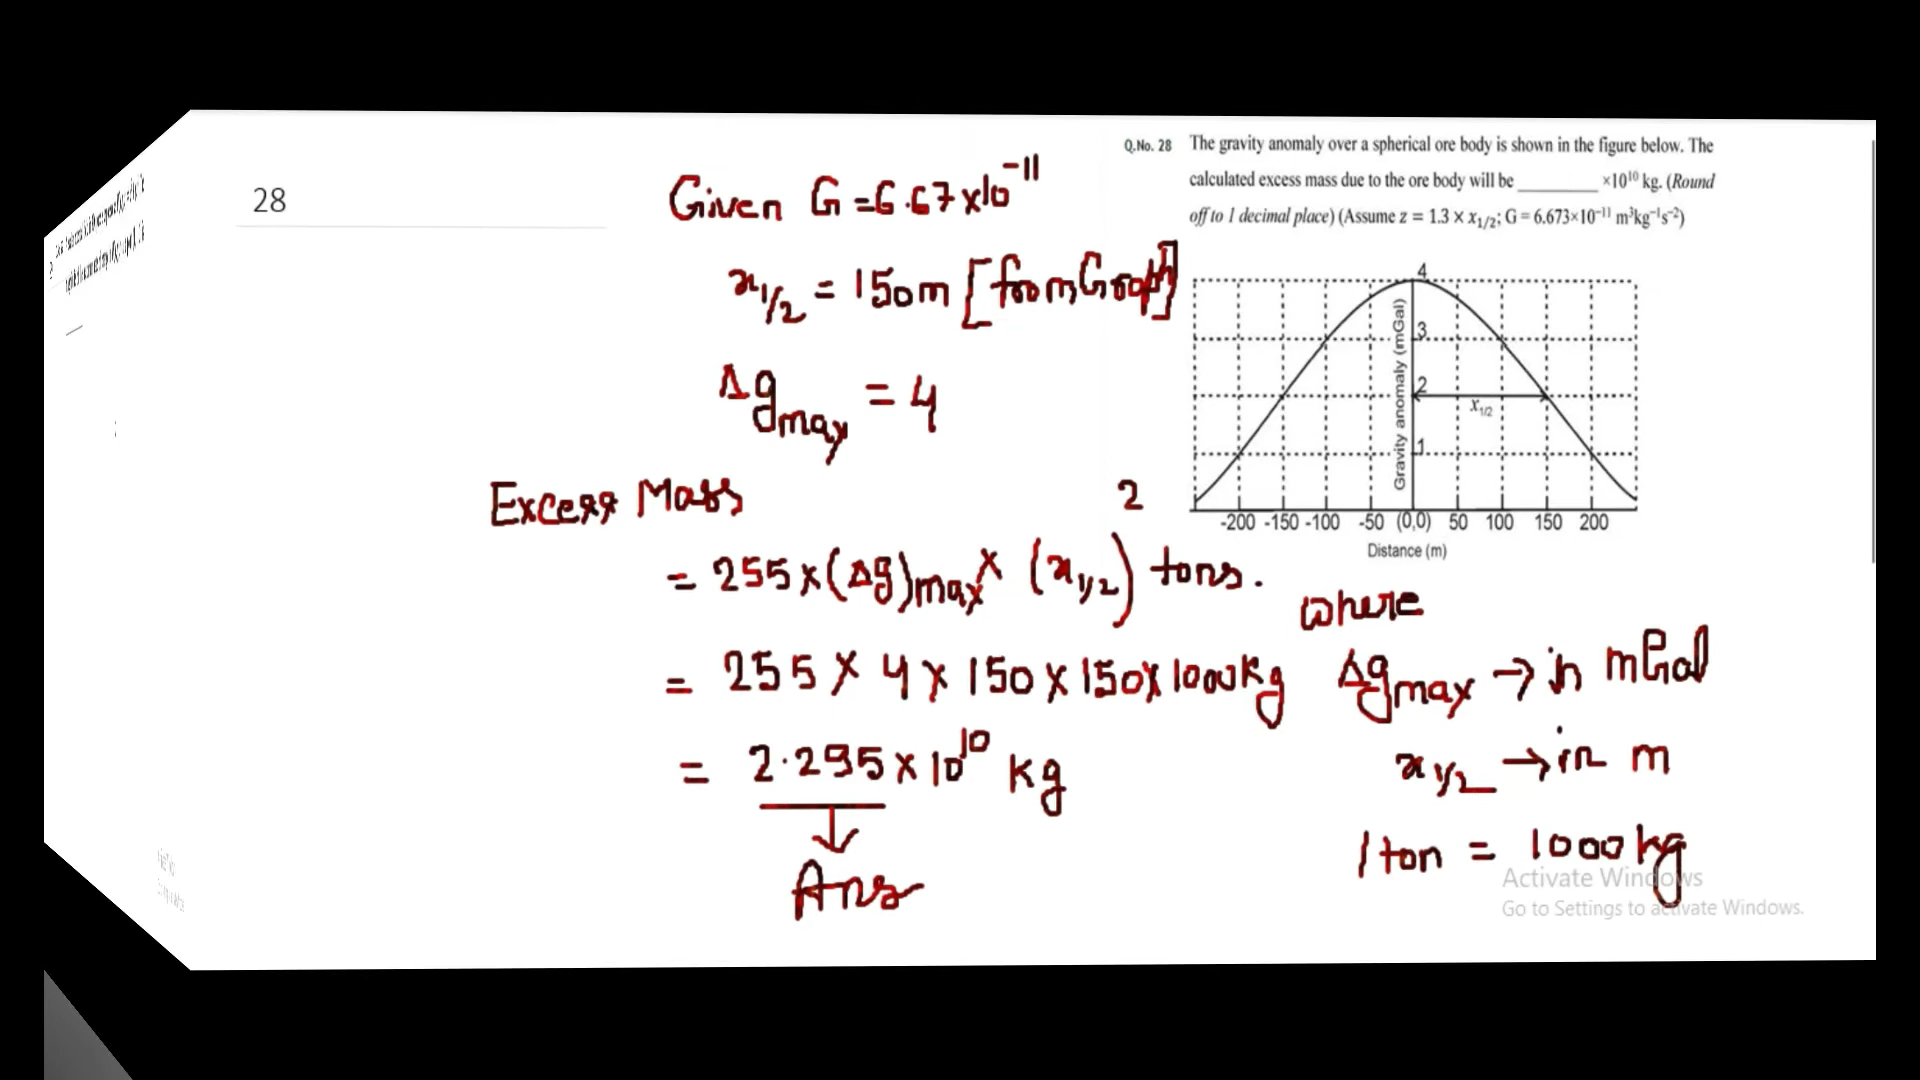 28
Given G = 6.67 x 10^-11
x1/2 = 150m [from Graph]
Δg max = 4
Excess Mass
= 255 x (Δg)max x (x1/2)^2 tons.
= 255 x 4 x 150 x 150 x 1000kg
= 2.295 x 10^10 kg
Ans
Q.No. 28 The gravity anomaly over a spherical ore body is shown in the figure below. The
calculated excess mass due to the ore body will be ________ ×10^10 kg. (Round
off to 1 decimal place) (Assume z = 1.3 × x1/2; G = 6.673×10^-11 m³kg^-1s^-2)
Gravity anomaly (mGal)
4
3
2
x1/2
1
-200 -150 -100 -50 (0,0) 50 100 150 200
Distance (m)
where
Δg max → in mGal
x1/2 → in m
1 ton = 1000 kg
Activate Windows
Go to Settings to activate Windows.